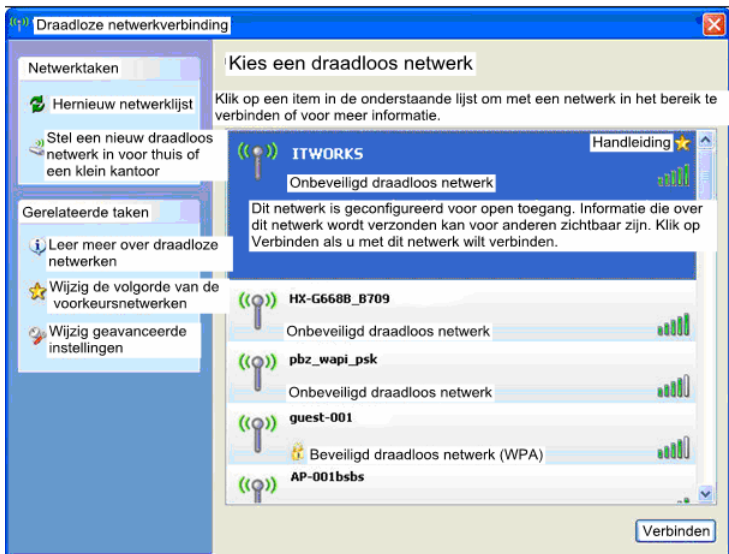 Draadloze netwerkverbinding
Netwerktaken
Hernieuw netwerklijst
Stel een nieuw draadloos
netwerk in voor thuis of
een klein kantoor
Gerelateerde taken
Leer meer over draadloze
netwerken
Wijzig de volgorde van de
voorkeursnetwerken
Wijzig geavanceerde
instellingen
Kies een draadloos netwerk
Klik op een item in de onderstaande lijst om met een netwerk in het bereik te
verbinden of voor meer informatie.
ITWORKS
Handleiding
Onbeveiligd draadloos netwerk
Dit netwerk is geconfigureerd voor open toegang. Informatie die over
dit netwerk wordt verzonden kan voor anderen zichtbaar zijn. Klik op
Verbinden als u met dit netwerk wilt verbinden.
HX-G668B_B709
Onbeveiligd draadloos netwerk
pbz_wapi_psk
Onbeveiligd draadloos netwerk
guest-001
Beveiligd draadloos netwerk (WPA)
AP-001bsbs
Verbinden